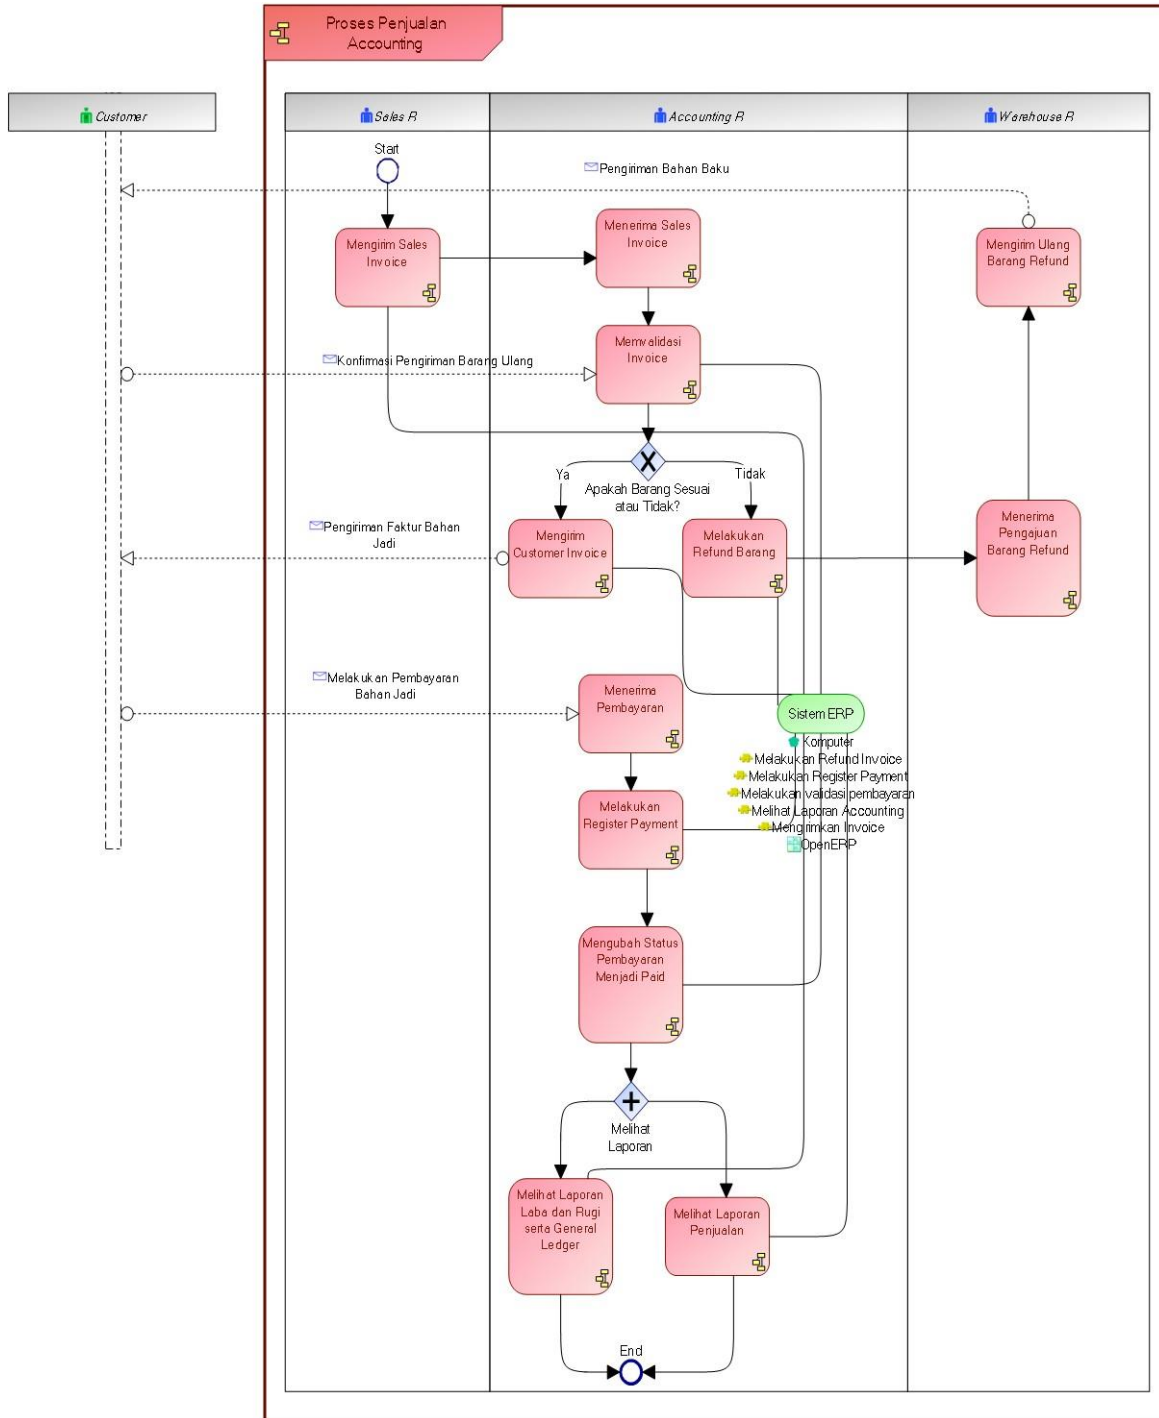 Proses Penjualan
Accounting
Customer
Sales R
Accounting R
Warehouse R
Start
Pengiriman Bahan Baku
Mengirim Sales
Invoice
Menerima Sales
Invoice
Mengirim Ulang
Barang Refund
Memvalidasi
Invoice
Konfirmasi Pengiriman Barang Ulang
Ya
Tidak
Apakah Barang Sesuai
atau Tidak?
Pengiriman Faktur Bahan
Jadi
Mengirim
Customer Invoice
Melakukan
Refund Barang
Menerima
Pengajuan
Barang Refund
Melakukan Pembayaran
Bahan Jadi
Menerima
Pembayaran
Sistem ERP
Komputer
Melakukan Refund Invoice
Melakukan Register Payment
Melakukan validasi pembayaran
Melihat Laporan Accounting
Mengirimkan Invoice
OpenERP
Melakukan
Register Payment
Mengubah Status
Pembayaran
Menjadi Paid
Melihat
Laporan
Melihat Laporan
Laba dan Rugi
serta General
Ledger
Melihat Laporan
Penjualan
End